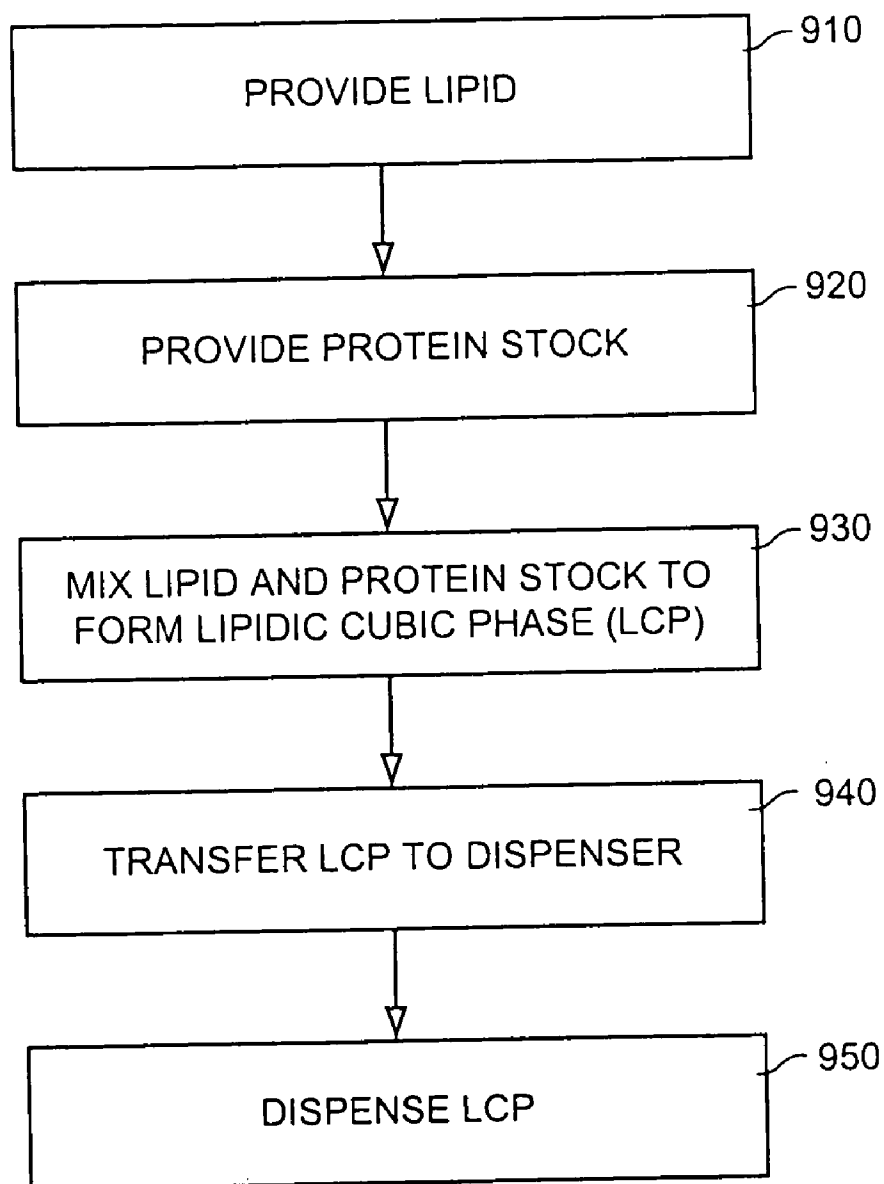 910
PROVIDE LIPID
920
PROVIDE PROTEIN STOCK
930
MIX LIPID AND PROTEIN STOCK TO
FORM LIPIDIC CUBIC PHASE (LCP)
940
TRANSFER LCP TO DISPENSER
950
DISPENSE LCP